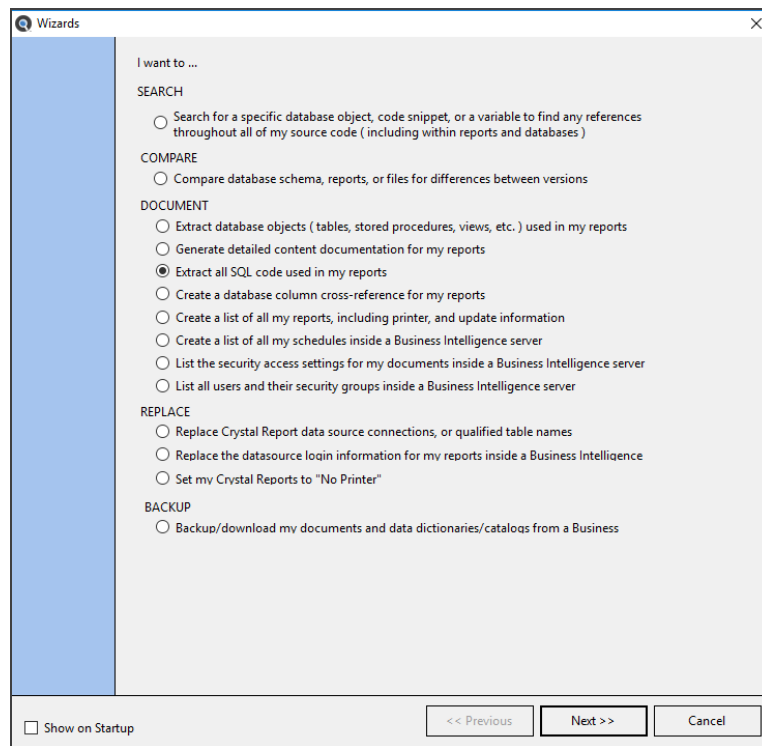 Wizards
I want to ...
SEARCH
Search for a specific database object, code snippet, or a variable to find any references
throughout all of my source code ( including within reports and databases )
COMPARE
Compare database schema, reports, or files for differences between versions
DOCUMENT
Extract database objects ( tables, stored procedures, views, etc. ) used in my reports
Generate detailed content documentation for my reports
Extract all SQL code used in my reports
Create a database column cross-reference for my reports
Create a list of all my reports, including printer, and update information
Create a list of all my schedules inside a Business Intelligence server
List the security access settings for my documents inside a Business Intelligence server
List all users and their security groups inside a Business Intelligence server
REPLACE
Replace Crystal Report data source connections, or qualified table names
Replace the datasource login information for my reports inside a Business Intelligence
Set my Crystal Reports to "No Printer"
BACKUP
Backup/download my documents and data dictionaries/catalogs from a Business
Show on Startup
<< Previous
Next >>
Cancel